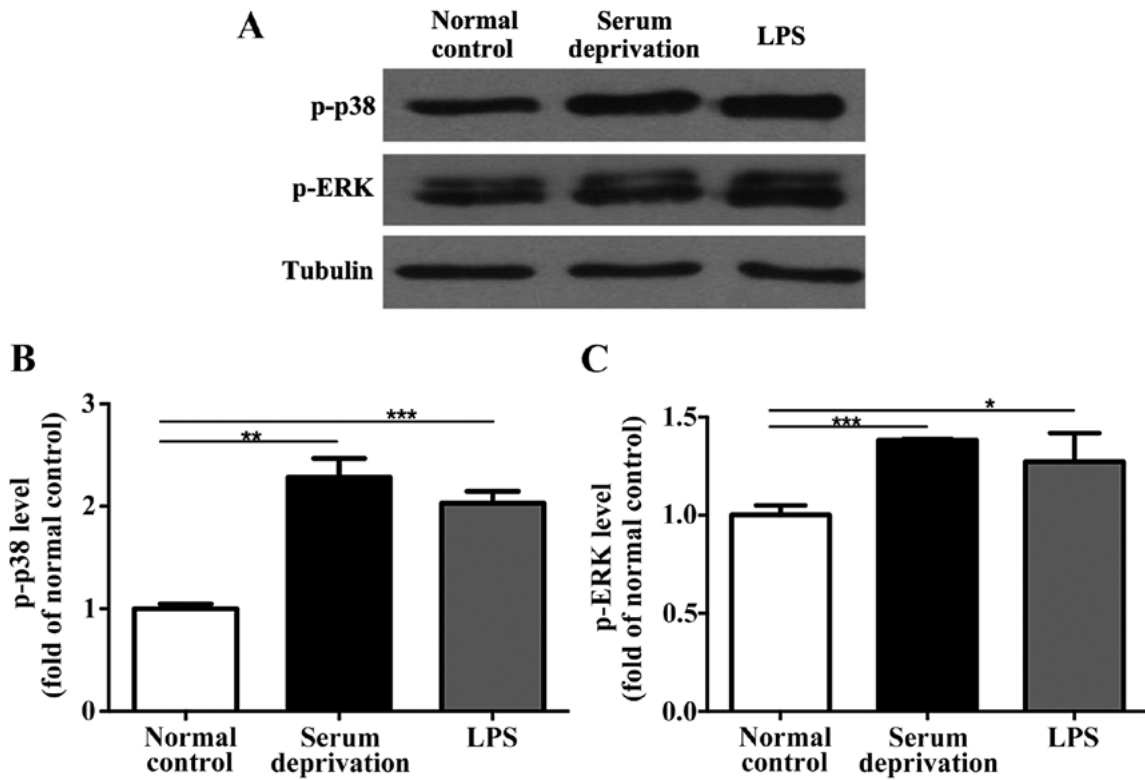 A
Normal
control
Serum
deprivation
LPS
p-p38
p-ERK
Tubulin
B
p-p38 level
(fold of normal control)
3
2
1
0
**
***
Normal
control
Serum
deprivation
LPS
C
p-ERK level
(fold of normal control)
1.5
1.0
0.5
0.0
***
*
Normal
control
Serum
deprivation
LPS